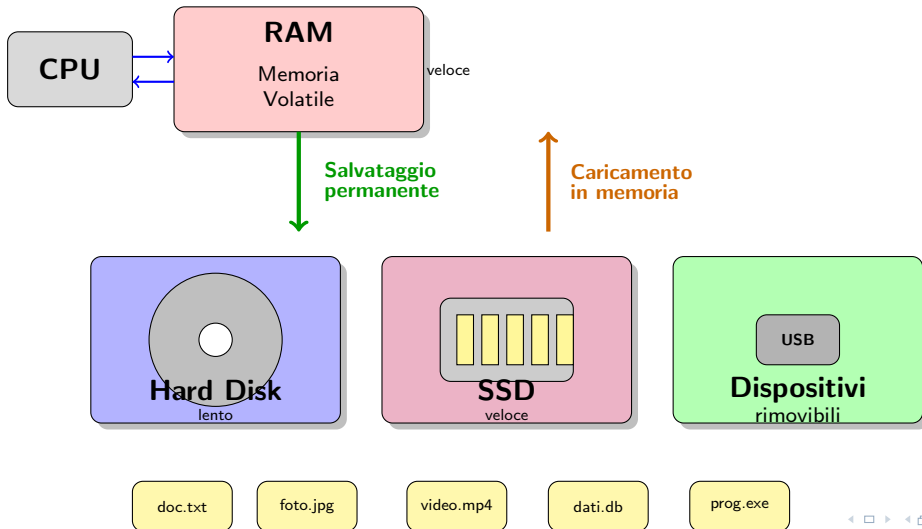 RAM
CPU
Memoria
Volatile
veloce
Salvataggio
permanente
Caricamento
in memoria
USB
Hard Disk
lento
SSD
veloce
Dispositivi
rimovibili
doc.txt
foto.jpg
video.mp4
dati.db
prog.exe